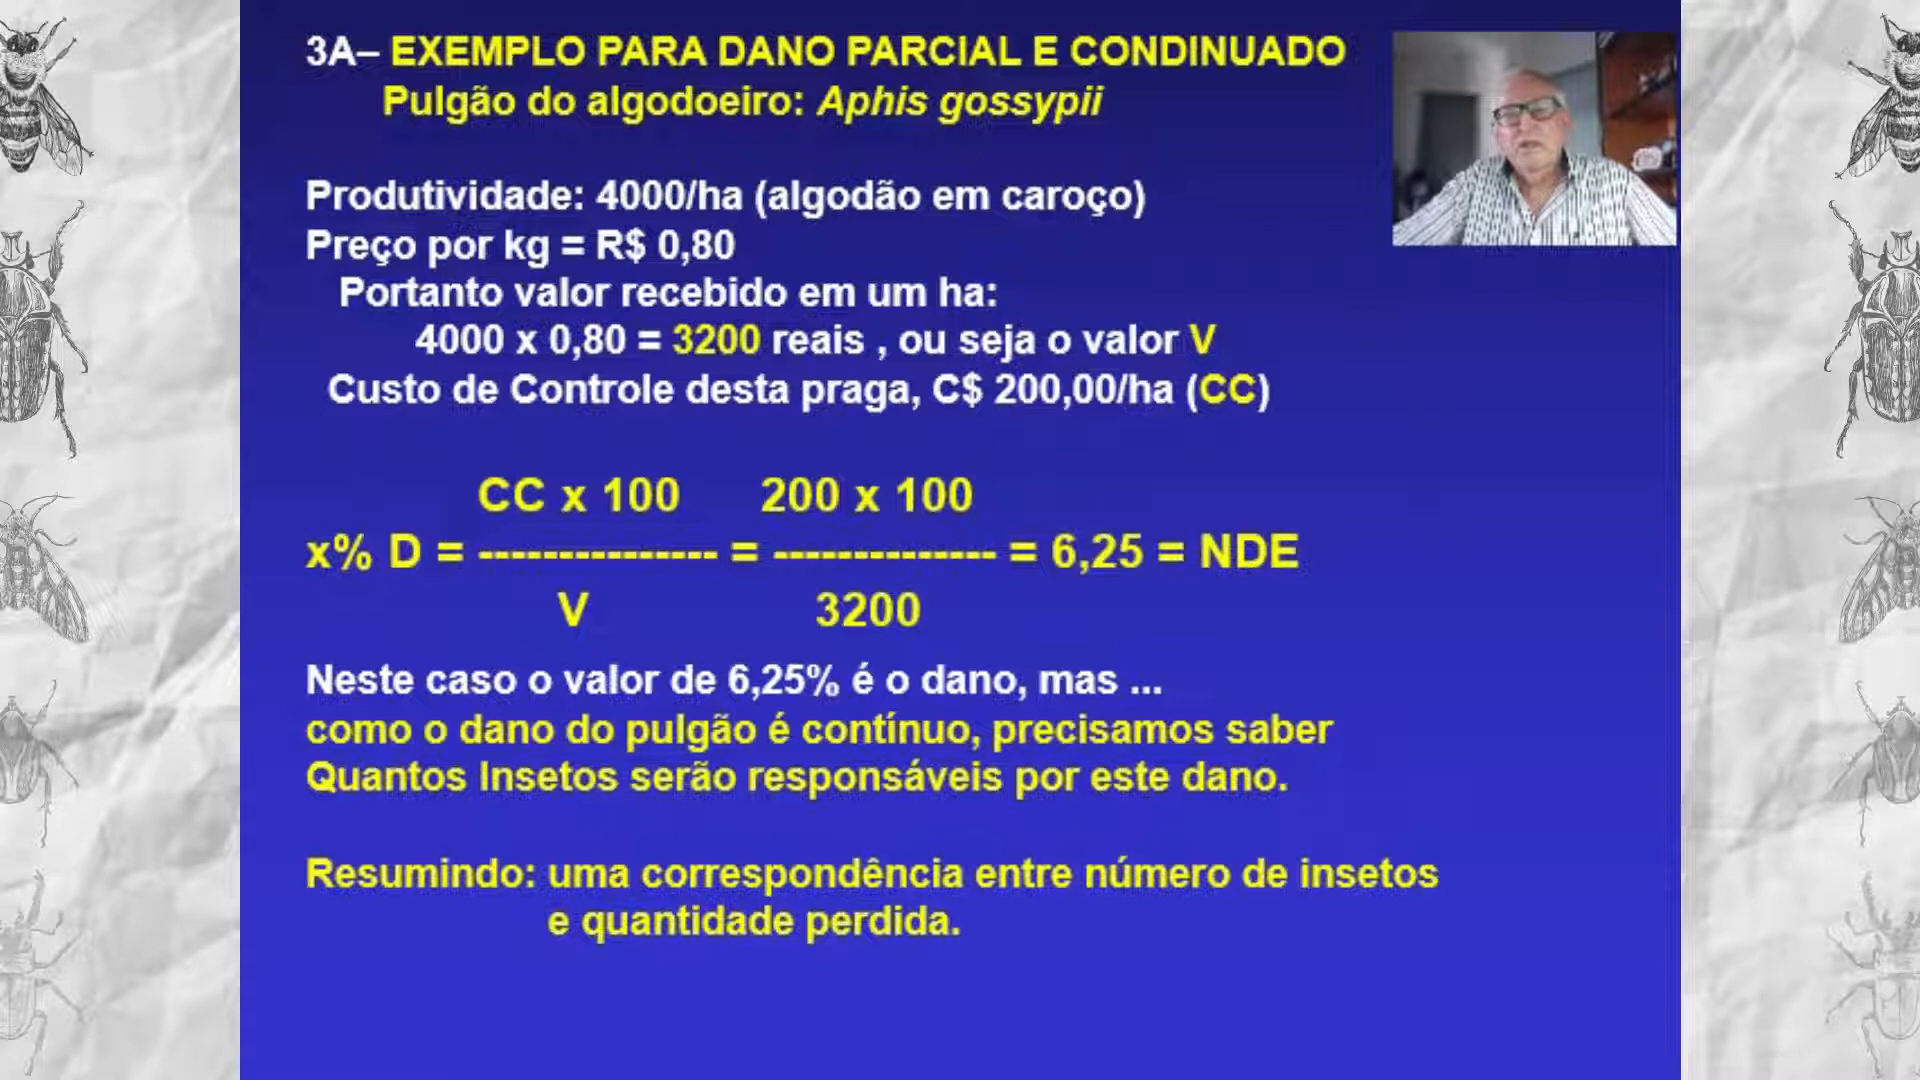 3A– EXEMPLO PARA DANO PARCIAL E CONDINUADO
Pulgão do algodoeiro: Aphis gossypii
Produtividade: 4000/ha (algodão em caroço)
Preço por kg = R$ 0,80
Portanto valor recebido em um ha:
4000 x 0,80 = 3200 reais , ou seja o valor V
Custo de Controle desta praga, C$ 200,00/ha (CC)
CC x 100 200 x 100
x% D = --------------- = -------------- = 6,25 = NDE
V 3200
Neste caso o valor de 6,25% é o dano, mas ...
como o dano do pulgão é contínuo, precisamos saber
Quantos Insetos serão responsáveis por este dano.
Resumindo: uma correspondência entre número de insetos
e quantidade perdida.